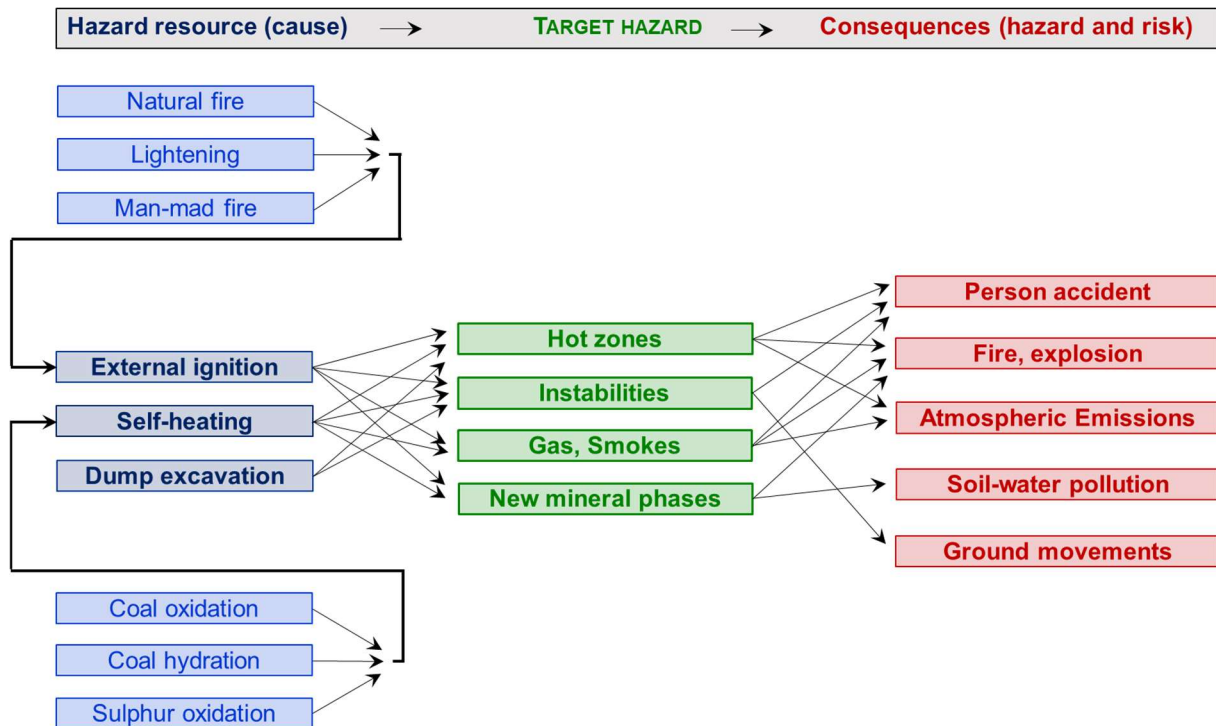 Hazard resource (cause) → TARGET HAZARD → Consequences (hazard and risk)
Natural fire
Lightening
Man-mad fire
External ignition
Self-heating
Dump excavation
Coal oxidation
Coal hydration
Sulphur oxidation
Hot zones
Instabilities
Gas, Smokes
New mineral phases
Person accident
Fire, explosion
Atmospheric Emissions
Soil-water pollution
Ground movements